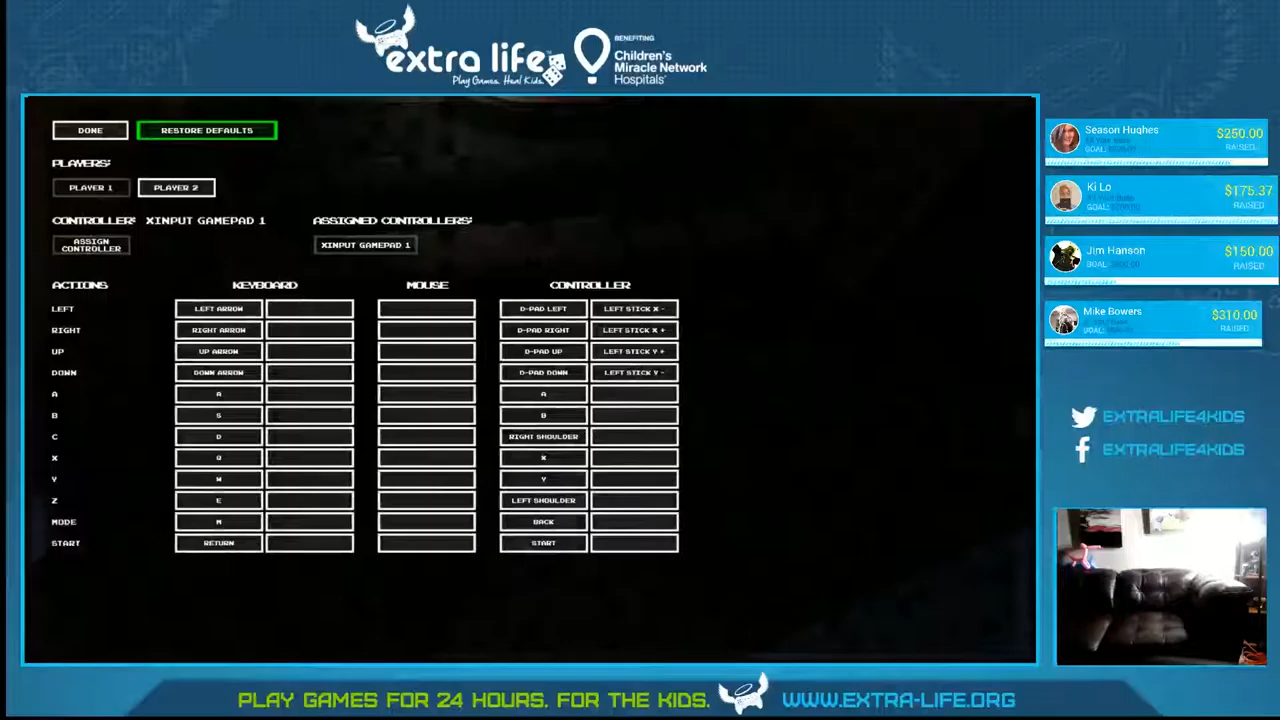 extra life
Play Games. Heal Kids.
BENEFITING
Children's
Miracle Network
Hospitals
DONE
RESTORE DEFAULTS
PLAYERS:
PLAYER 1
PLAYER 2
CONTROLLER: XINPUT GAMEPAD 1
ASSIGNED CONTROLLERS:
ASSIGN
CONTROLLER
XINPUT GAMEPAD 1
ACTIONS KEYBOARD MOUSE CONTROLLER
LEFT LEFT ARROW D-PAD LEFT LEFT STICK X -
RIGHT RIGHT ARROW D-PAD RIGHT LEFT STICK X +
UP UP ARROW D-PAD UP LEFT STICK Y +
DOWN DOWN ARROW D-PAD DOWN LEFT STICK Y -
A A A
B S B
C D RIGHT SHOULDER
X Q X
Y W Y
Z E LEFT SHOULDER
MODE M BACK
START RETURN START
Season Hughes
$250.00
GOAL:
RAISED
Ki Lo
$175.37
GOAL:
RAISED
Jim Hanson
$150.00
GOAL:
RAISED
Mike Bowers
$310.00
GOAL:
RAISED
EXTRALIFE4KIDS
EXTRALIFE4KIDS
PLAY GAMES FOR 24 HOURS. FOR THE KIDS.
WWW.EXTRA-LIFE.ORG